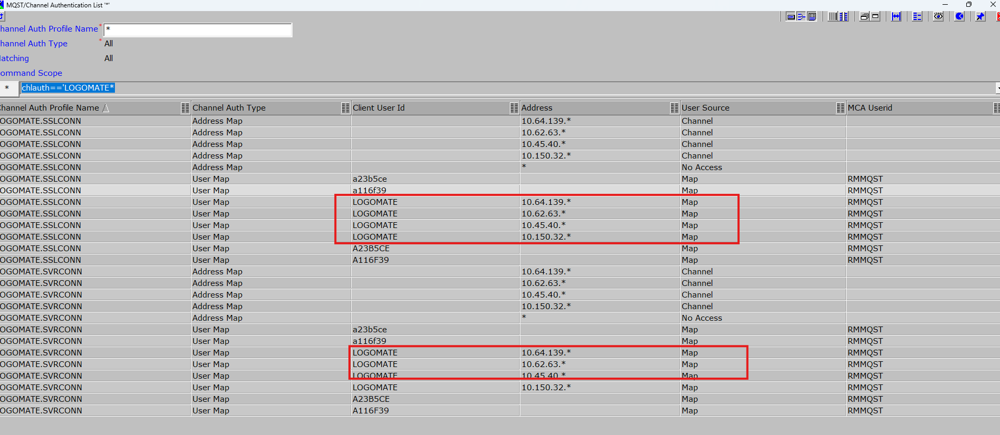 MQST/Channel Authentication List '*'
hannel Auth Profile Name * *
hannel Auth Type * All
atching All
ommand Scope
* chlauth=='LOGOMATE*
hannel Auth Profile Name Channel Auth Type Client User Id Address User Source MCA Userid
OGOMATE.SSLCONN Address Map 10.64.139.* Channel
OGOMATE.SSLCONN Address Map 10.62.63.* Channel
OGOMATE.SSLCONN Address Map 10.45.40.* Channel
OGOMATE.SSLCONN Address Map 10.150.32.* Channel
OGOMATE.SSLCONN Address Map * No Access
OGOMATE.SSLCONN User Map a23b5ce Map RMMQST
OGOMATE.SSLCONN User Map a116f39 Map RMMQST
OGOMATE.SSLCONN User Map LOGOMATE 10.64.139.* Map RMMQST
OGOMATE.SSLCONN User Map LOGOMATE 10.62.63.* Map RMMQST
OGOMATE.SSLCONN User Map LOGOMATE 10.45.40.* Map RMMQST
OGOMATE.SSLCONN User Map LOGOMATE 10.150.32.* Map RMMQST
OGOMATE.SSLCONN User Map A23B5CE Map RMMQST
OGOMATE.SSLCONN User Map A116F39 Map RMMQST
OGOMATE.SVRCONN Address Map 10.64.139.* Channel
OGOMATE.SVRCONN Address Map 10.62.63.* Channel
OGOMATE.SVRCONN Address Map 10.45.40.* Channel
OGOMATE.SVRCONN Address Map 10.150.32.* Channel
OGOMATE.SVRCONN Address Map * No Access
OGOMATE.SVRCONN User Map a23b5ce Map RMMQST
OGOMATE.SVRCONN User Map a116f39 Map RMMQST
OGOMATE.SVRCONN User Map LOGOMATE 10.64.139.* Map RMMQST
OGOMATE.SVRCONN User Map LOGOMATE 10.62.63.* Map RMMQST
OGOMATE.SVRCONN User Map LOGOMATE 10.45.40.* Map RMMQST
OGOMATE.SVRCONN User Map LOGOMATE 10.150.32.* Map RMMQST
OGOMATE.SVRCONN User Map A23B5CE Map RMMQST
OGOMATE.SVRCONN User Map A116F39 Map RMMQST